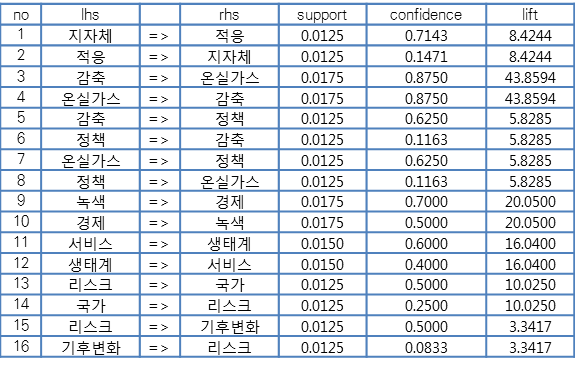 no lhs rhs support confidence lift
1 지자체 => 적응 0.0125 0.7143 8.4244
2 적응 => 지자체 0.0125 0.1471 8.4244
3 감축 => 온실가스 0.0175 0.8750 43.8594
4 온실가스 => 감축 0.0175 0.8750 43.8594
5 감축 => 정책 0.0125 0.6250 5.8285
6 정책 => 감축 0.0125 0.1163 5.8285
7 온실가스 => 정책 0.0125 0.6250 5.8285
8 정책 => 온실가스 0.0125 0.1163 5.8285
9 녹색 => 경제 0.0175 0.7000 20.0500
10 경제 => 녹색 0.0175 0.5000 20.0500
11 서비스 => 생태계 0.0150 0.6000 16.0400
12 생태계 => 서비스 0.0150 0.4000 16.0400
13 리스크 => 국가 0.0125 0.5000 10.0250
14 국가 => 리스크 0.0125 0.2500 10.0250
15 리스크 => 기후변화 0.0125 0.5000 3.3417
16 기후변화 => 리스크 0.0125 0.0833 3.3417